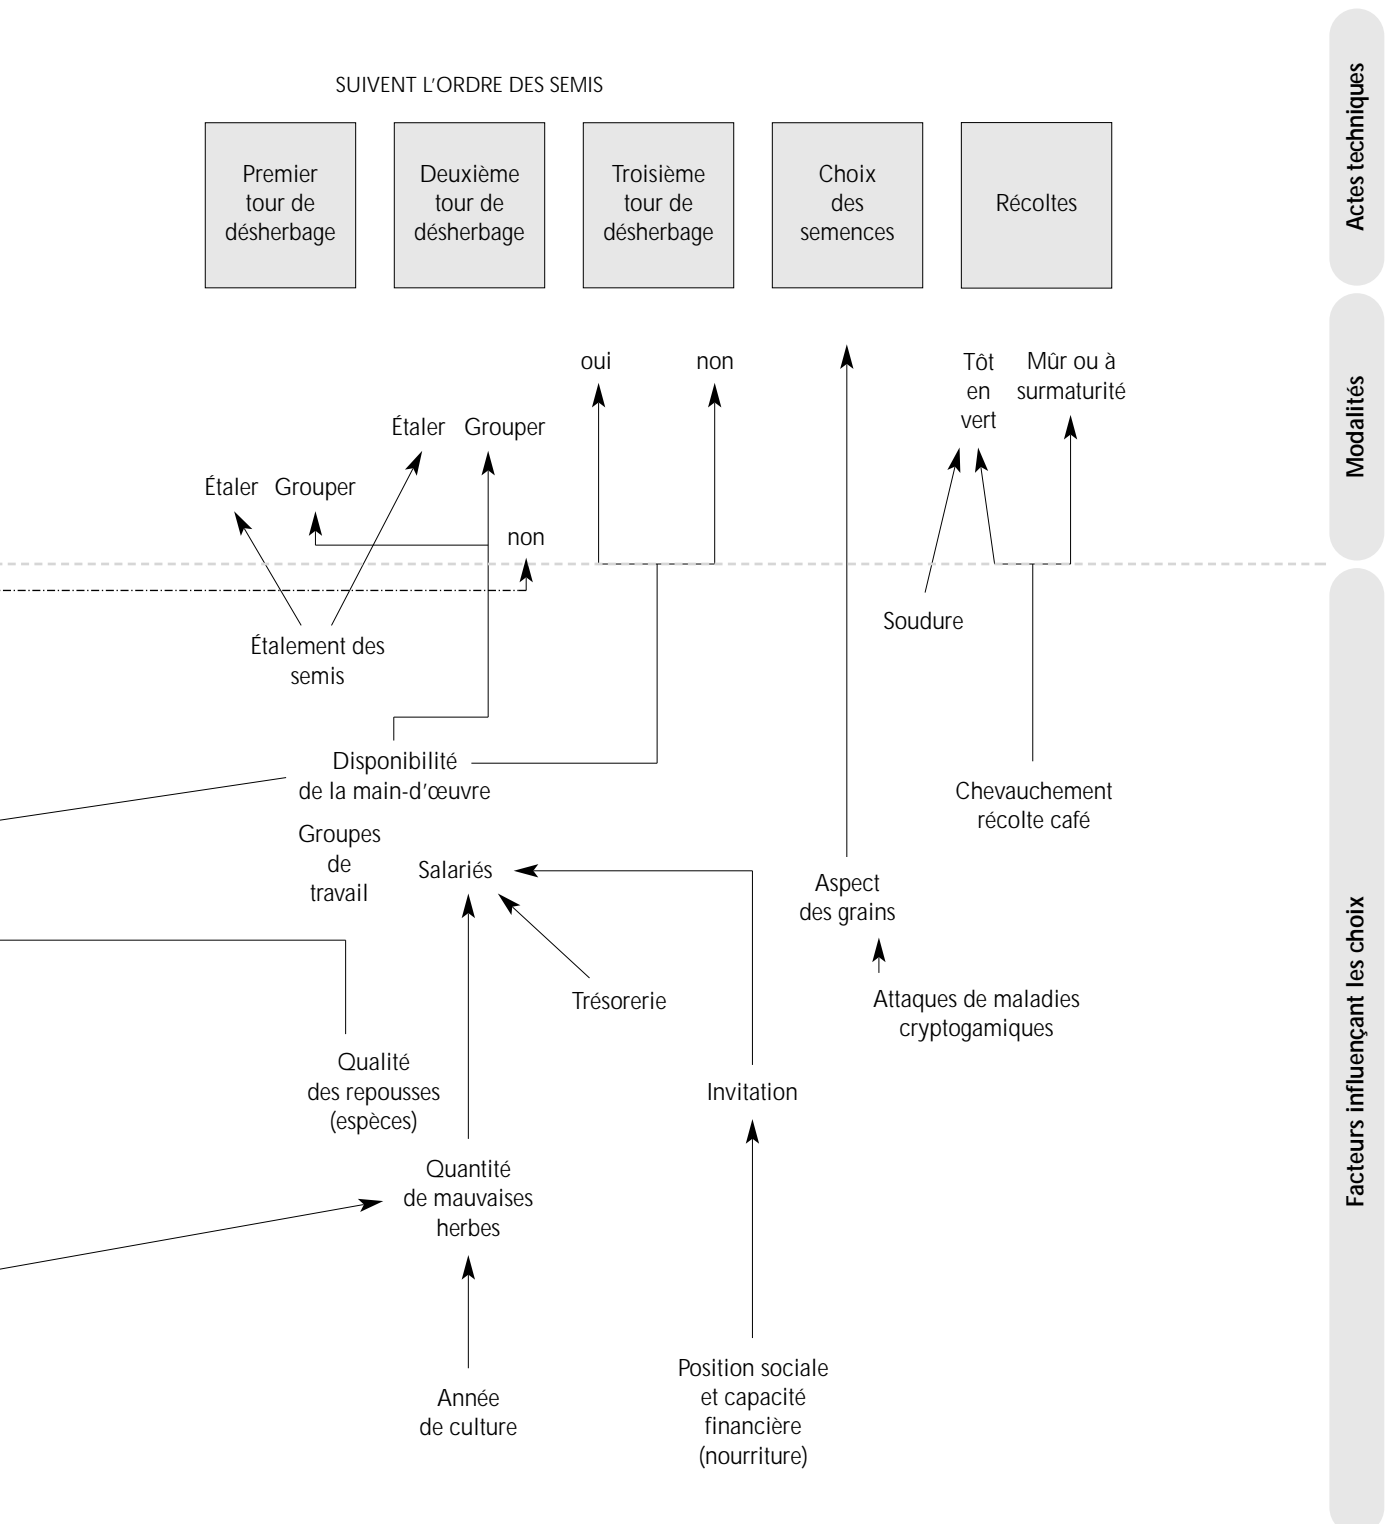 SUIVENT L'ORDRE DES SEMIS
Premier
tour de
désherbage
Deuxième
tour de
désherbage
Troisième
tour de
désherbage
Choix
des
semences
Récoltes
Actes techniques
oui
non
Tôt
en
vert
Mûr ou à
surmaturité
Étaler
Grouper
Étaler
Grouper
non
Modalités
Étalement des
semis
Soudure
Disponibilité
de la main-d'œuvre
Chevauchement
récolte café
Groupes
de
travail
Salariés
Aspect
des grains
Trésorerie
Attaques de maladies
cryptogamiques
Qualité
des repousses
(espèces)
Invitation
Quantité
de mauvaises
herbes
Année
de culture
Position sociale
et capacité
financière
(nourriture)
Facteurs influençant les choix